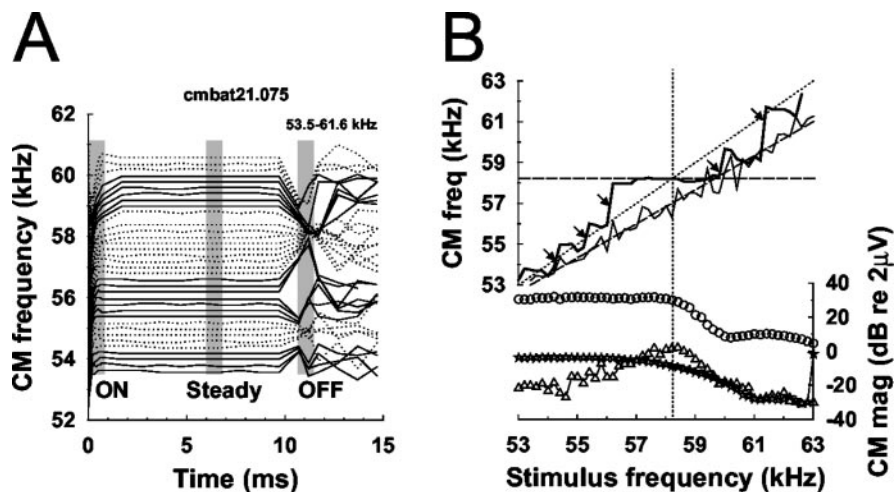 A
cmbat21.075
53.5-61.6 kHz
CM frequency (kHz)
62
60
58
56
54
52
ON
Steady
OFF
0
5
10
15
Time (ms)
B
CM freq (kHz)
63
61
59
57
55
53
40
20
0
-20
-40
CM mag (dB re 2μV)
53
55
57
59
61
63
Stimulus frequency (kHz)